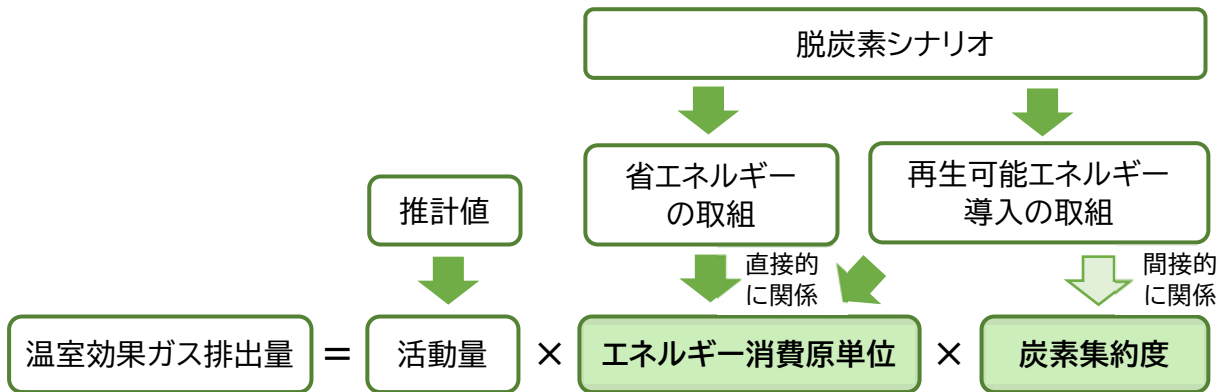 脱炭素シナリオ
省エネルギー
の取組
再生可能エネルギー
導入の取組
推計値
直接的
に関係
間接的
に関係
温室効果ガス排出量 = 活動量 × エネルギー消費原単位 × 炭素集約度